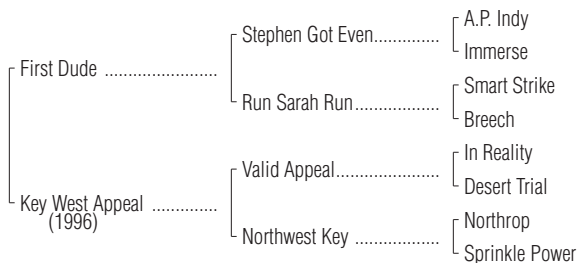 A.P. Indy
Stephen Got Even................
Immerse
First Dude ........................
Smart Strike
Run Sarah Run.....................
Breech
In Reality
Valid Appeal.........................
Desert Trial
Key West Appeal ..............
(1996)
Northrop
Northwest Key ....................
Sprinkle Power